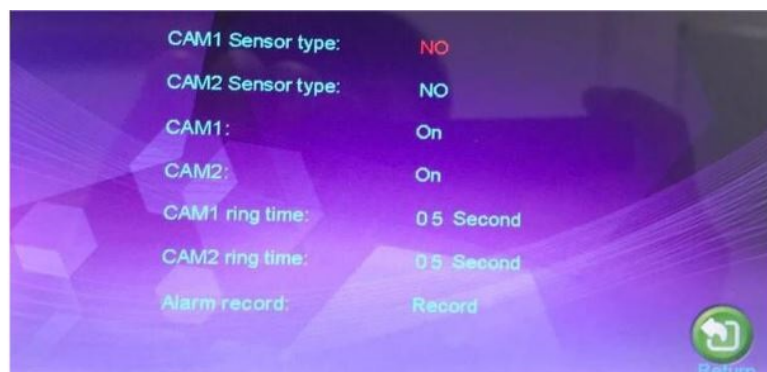 CAM1 Sensor type: NO
CAM2 Sensor type: NO
CAM1: On
CAM2: On
CAM1 ring time: 05 Second
CAM2 ring time: 05 Second
Alarm record: Record
Return